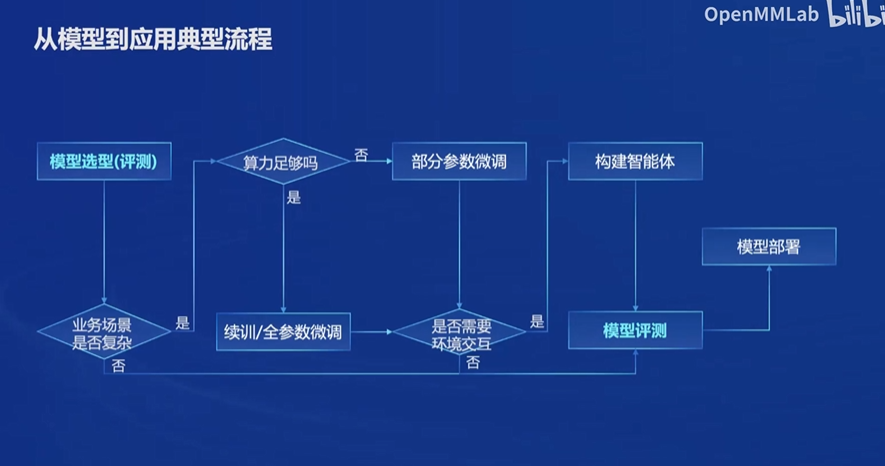 OpenMMLab bilibili
从模型到应用典型流程
模型选型(评测)
算力足够吗
否
部分参数微调
构建智能体
是
模型部署
业务场景
是否复杂
是
续训/全参数微调
是否需要
环境交互
是
模型评测
否
否